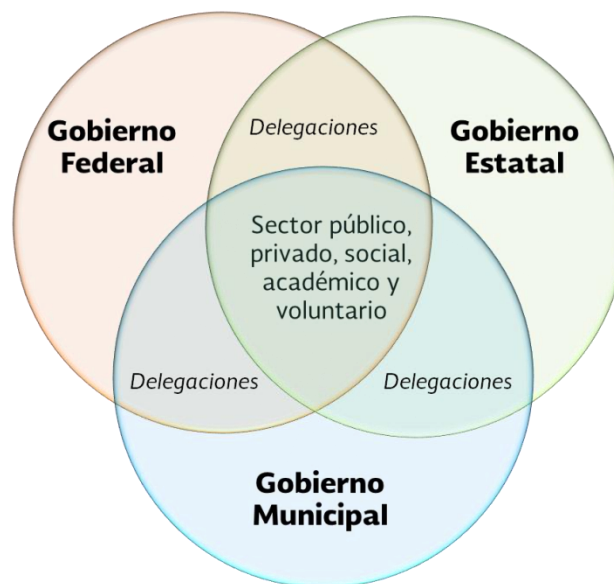 Delegaciones
Gobierno
Federal
Gobierno
Estatal
Sector público,
privado, social,
académico y
voluntario
Delegaciones
Delegaciones
Gobierno
Municipal